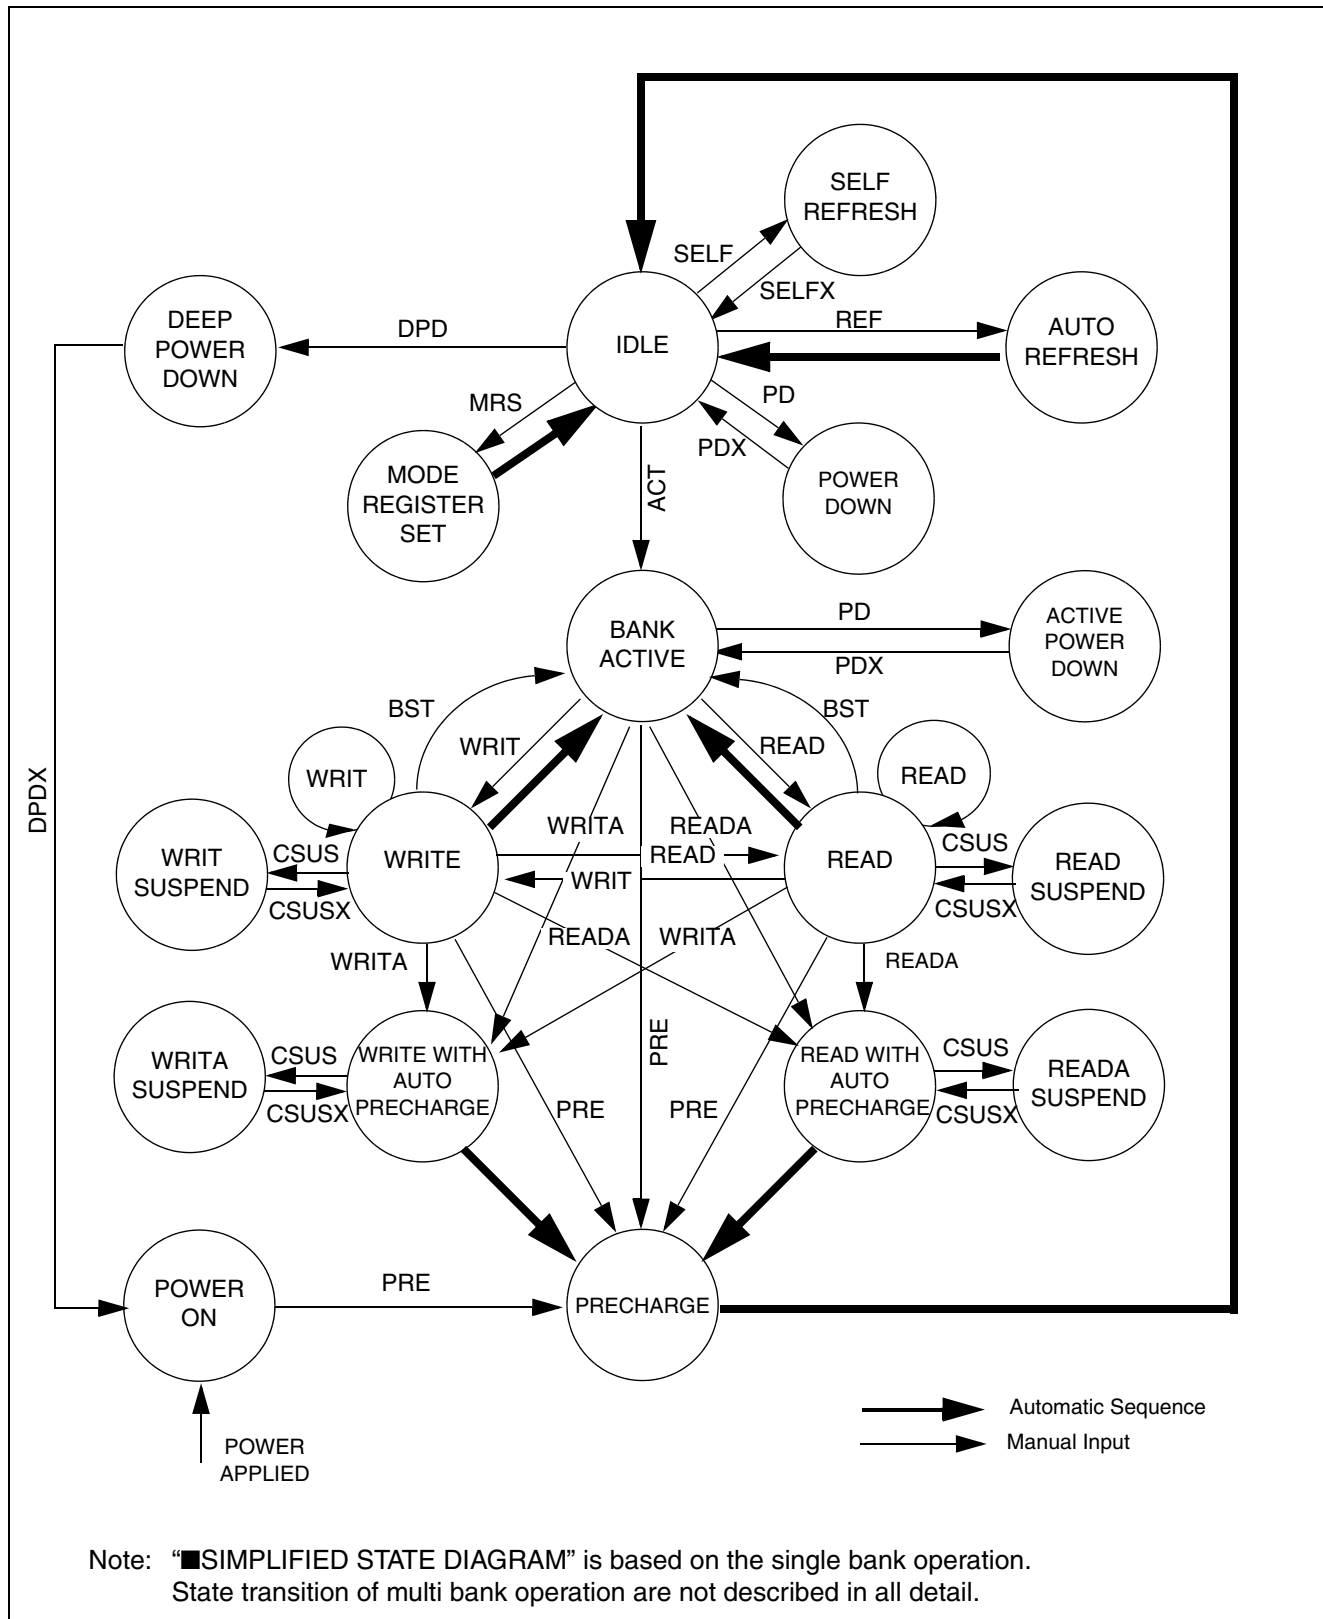 SELF
REFRESH
SELF
SELFX
DEEP
POWER
DOWN
DPD
IDLE
REF
AUTO
REFRESH
MRS
PD
PDX
MODE
REGISTER
SET
ACT
POWER
DOWN
BANK
ACTIVE
PD
PDX
ACTIVE
POWER
DOWN
BST
BST
WRIT
READ
WRIT
READ
DPDX
WRITA
READA
WRIT
SUSPEND
CSUS
CSUSX
WRITE
READ
WRIT
READ
CSUS
CSUSX
READ
SUSPEND
READA
WRITA
WRITA
READA
WRITA
SUSPEND
CSUS
CSUSX
WRITE WITH
AUTO
PRECHARGE
PRE
READ WITH
AUTO
PRECHARGE
CSUS
CSUSX
READA
SUSPEND
PRE
PRE
POWER
ON
PRE
PRECHARGE
POWER
APPLIED
Automatic Sequence
Manual Input
Note: “■SIMPLIFIED STATE DIAGRAM” is based on the single bank operation.
State transition of multi bank operation are not described in all detail.